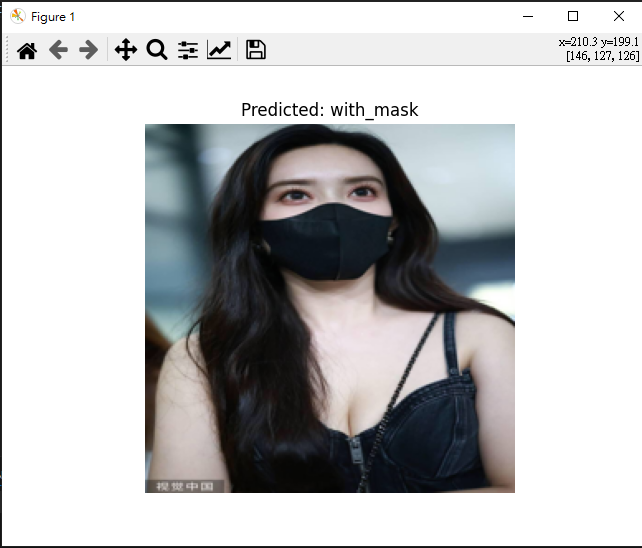 Figure 1
x=210.3 y=199.1
[146, 127, 126]
Predicted: with_mask
视觉中国